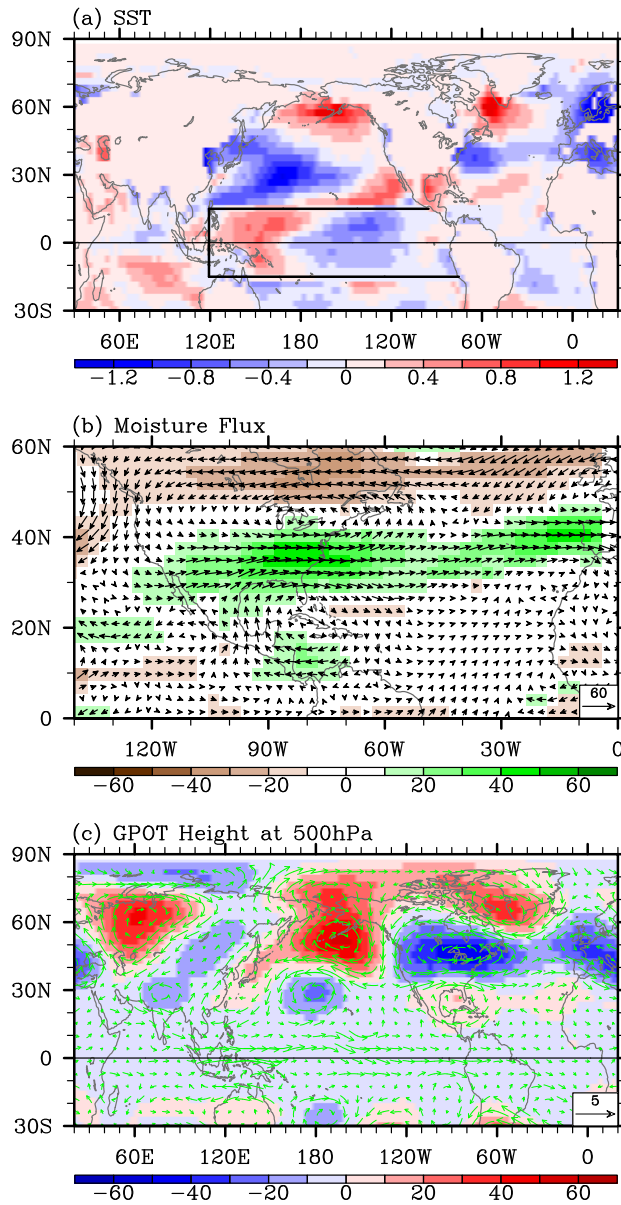 (a) SST
90N
60N
30N
0
30S
60E 120E 180 120W 60W 0
−1.2 −0.8 −0.4 0 0.4 0.8 1.2
(b) Moisture Flux
60N
40N
20N
0
60
120W 90W 60W 30W 0
−60 −40 −20 0 20 40 60
(c) GPOT Height at 500hPa
90N
60N
30N
0
30S
5
60E 120E 180 120W 60W 0
−60 −40 −20 0 20 40 60